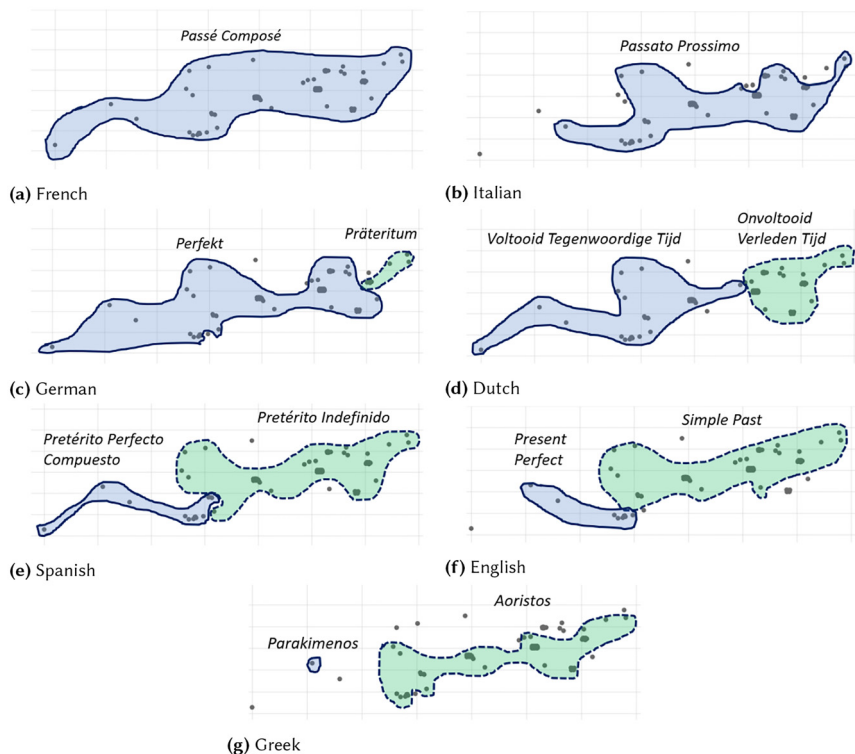 Passé Composé
Passato Prossimo
(a) French
(b) Italian
Perfekt
Präteritum
Voltooid Tegenwoordige Tijd
Onvoltooid
Verleden Tijd
(c) German
(d) Dutch
Pretérito Perfecto
Compuesto
Pretérito Indefinido
Present
Perfect
Simple Past
(e) Spanish
(f) English
Parakimenos
Aoristos
(g) Greek